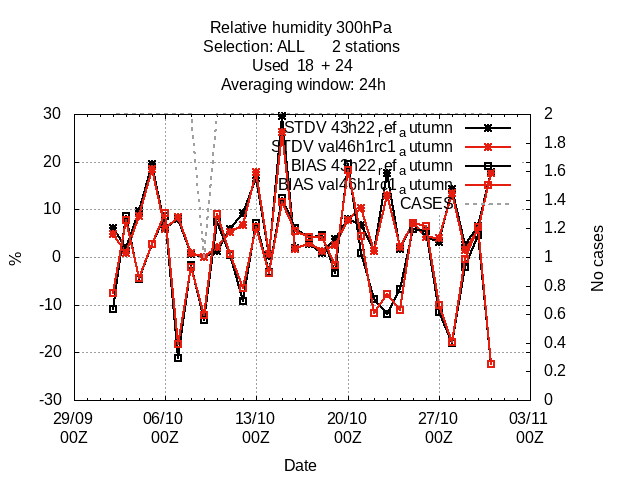 Relative humidity 300hPa
Selection: ALL 2 stations
Used 18 + 24
Averaging window: 24h
STDV 43h22ref_autumn
STDV val46h1rc1_autumn
BIAS 43h22ref_autumn
BIAS val46h1rc1_autumn
CASES
30
20
10
0
-10
-20
-30
%
2
1.8
1.6
1.4
1.2
1
0.8
0.6
0.4
0.2
0
No cases
29/09 06/10 13/10 20/10 27/10 03/11
00Z 00Z 00Z 00Z 00Z 00Z
Date